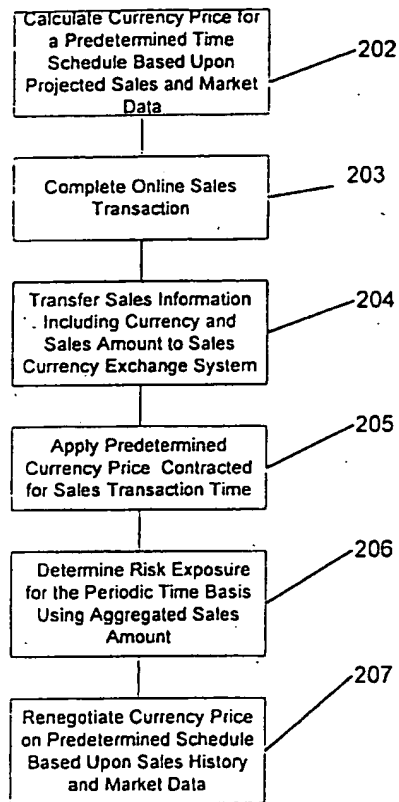 Calculate Currency Price for
a Predetermined Time
Schedule Based Upon
Projected Sales and Market
Data
202
Complete Online Sales
Transaction
203
Transfer Sales Information
Including Currency and
Sales Amount to Sales
Currency Exchange System
204
Apply Predetermined
Currency Price Contracted
for Sales Transaction Time
205
Determine Risk Exposure
for the Periodic Time Basis
Using Aggregated Sales
Amount
206
Renegotiate Currency Price
on Predetermined Schedule
Based Upon Sales History
and Market Data
207